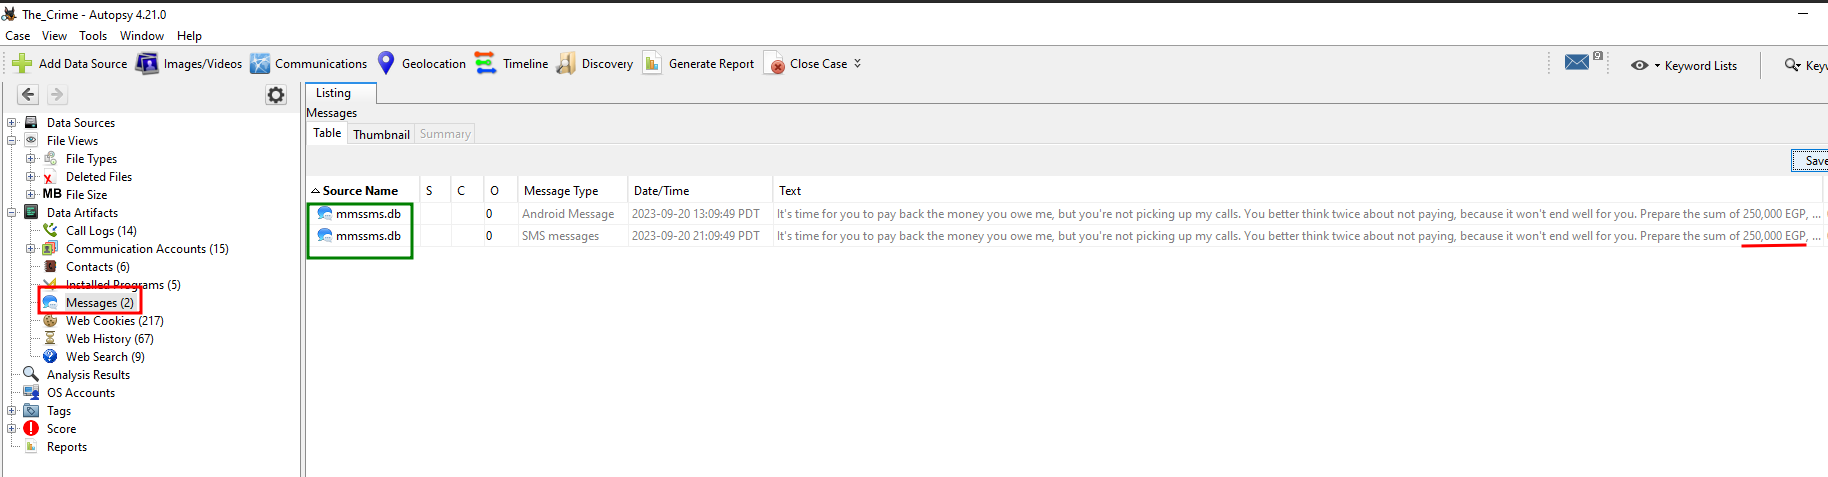 The_Crime - Autopsy 4.21.0
Case View Tools Window Help
Add Data Source Images/Videos Communications Geolocation Timeline Discovery Generate Report Close Case 9 Keyword Lists
Listing
Messages
Table Thumbnail Summary
Data Sources
File Views
File Types
Deleted Files
MB File Size
Data Artifacts
Call Logs (14)
Communication Accounts (15)
Contacts (6)
Installed Programs (5)
Messages (2)
Web Cookies (217)
Web History (67)
Web Search (9)
Analysis Results
OS Accounts
Tags
Score
Reports
Save
Source Name S C O Message Type Date/Time Text
mmssms.db 0 Android Message 2023-09-20 13:09:49 PDT It's time for you to pay back the money you owe me, but you're not picking up my calls. You better think twice about not paying, because it won't end well for you. Prepare the sum of 250,000 EGP, ...
mmssms.db 0 SMS messages 2023-09-20 21:09:49 PDT It's time for you to pay back the money you owe me, but you're not picking up my calls. You better think twice about not paying, because it won't end well for you. Prepare the sum of 250,000 EGP, ...